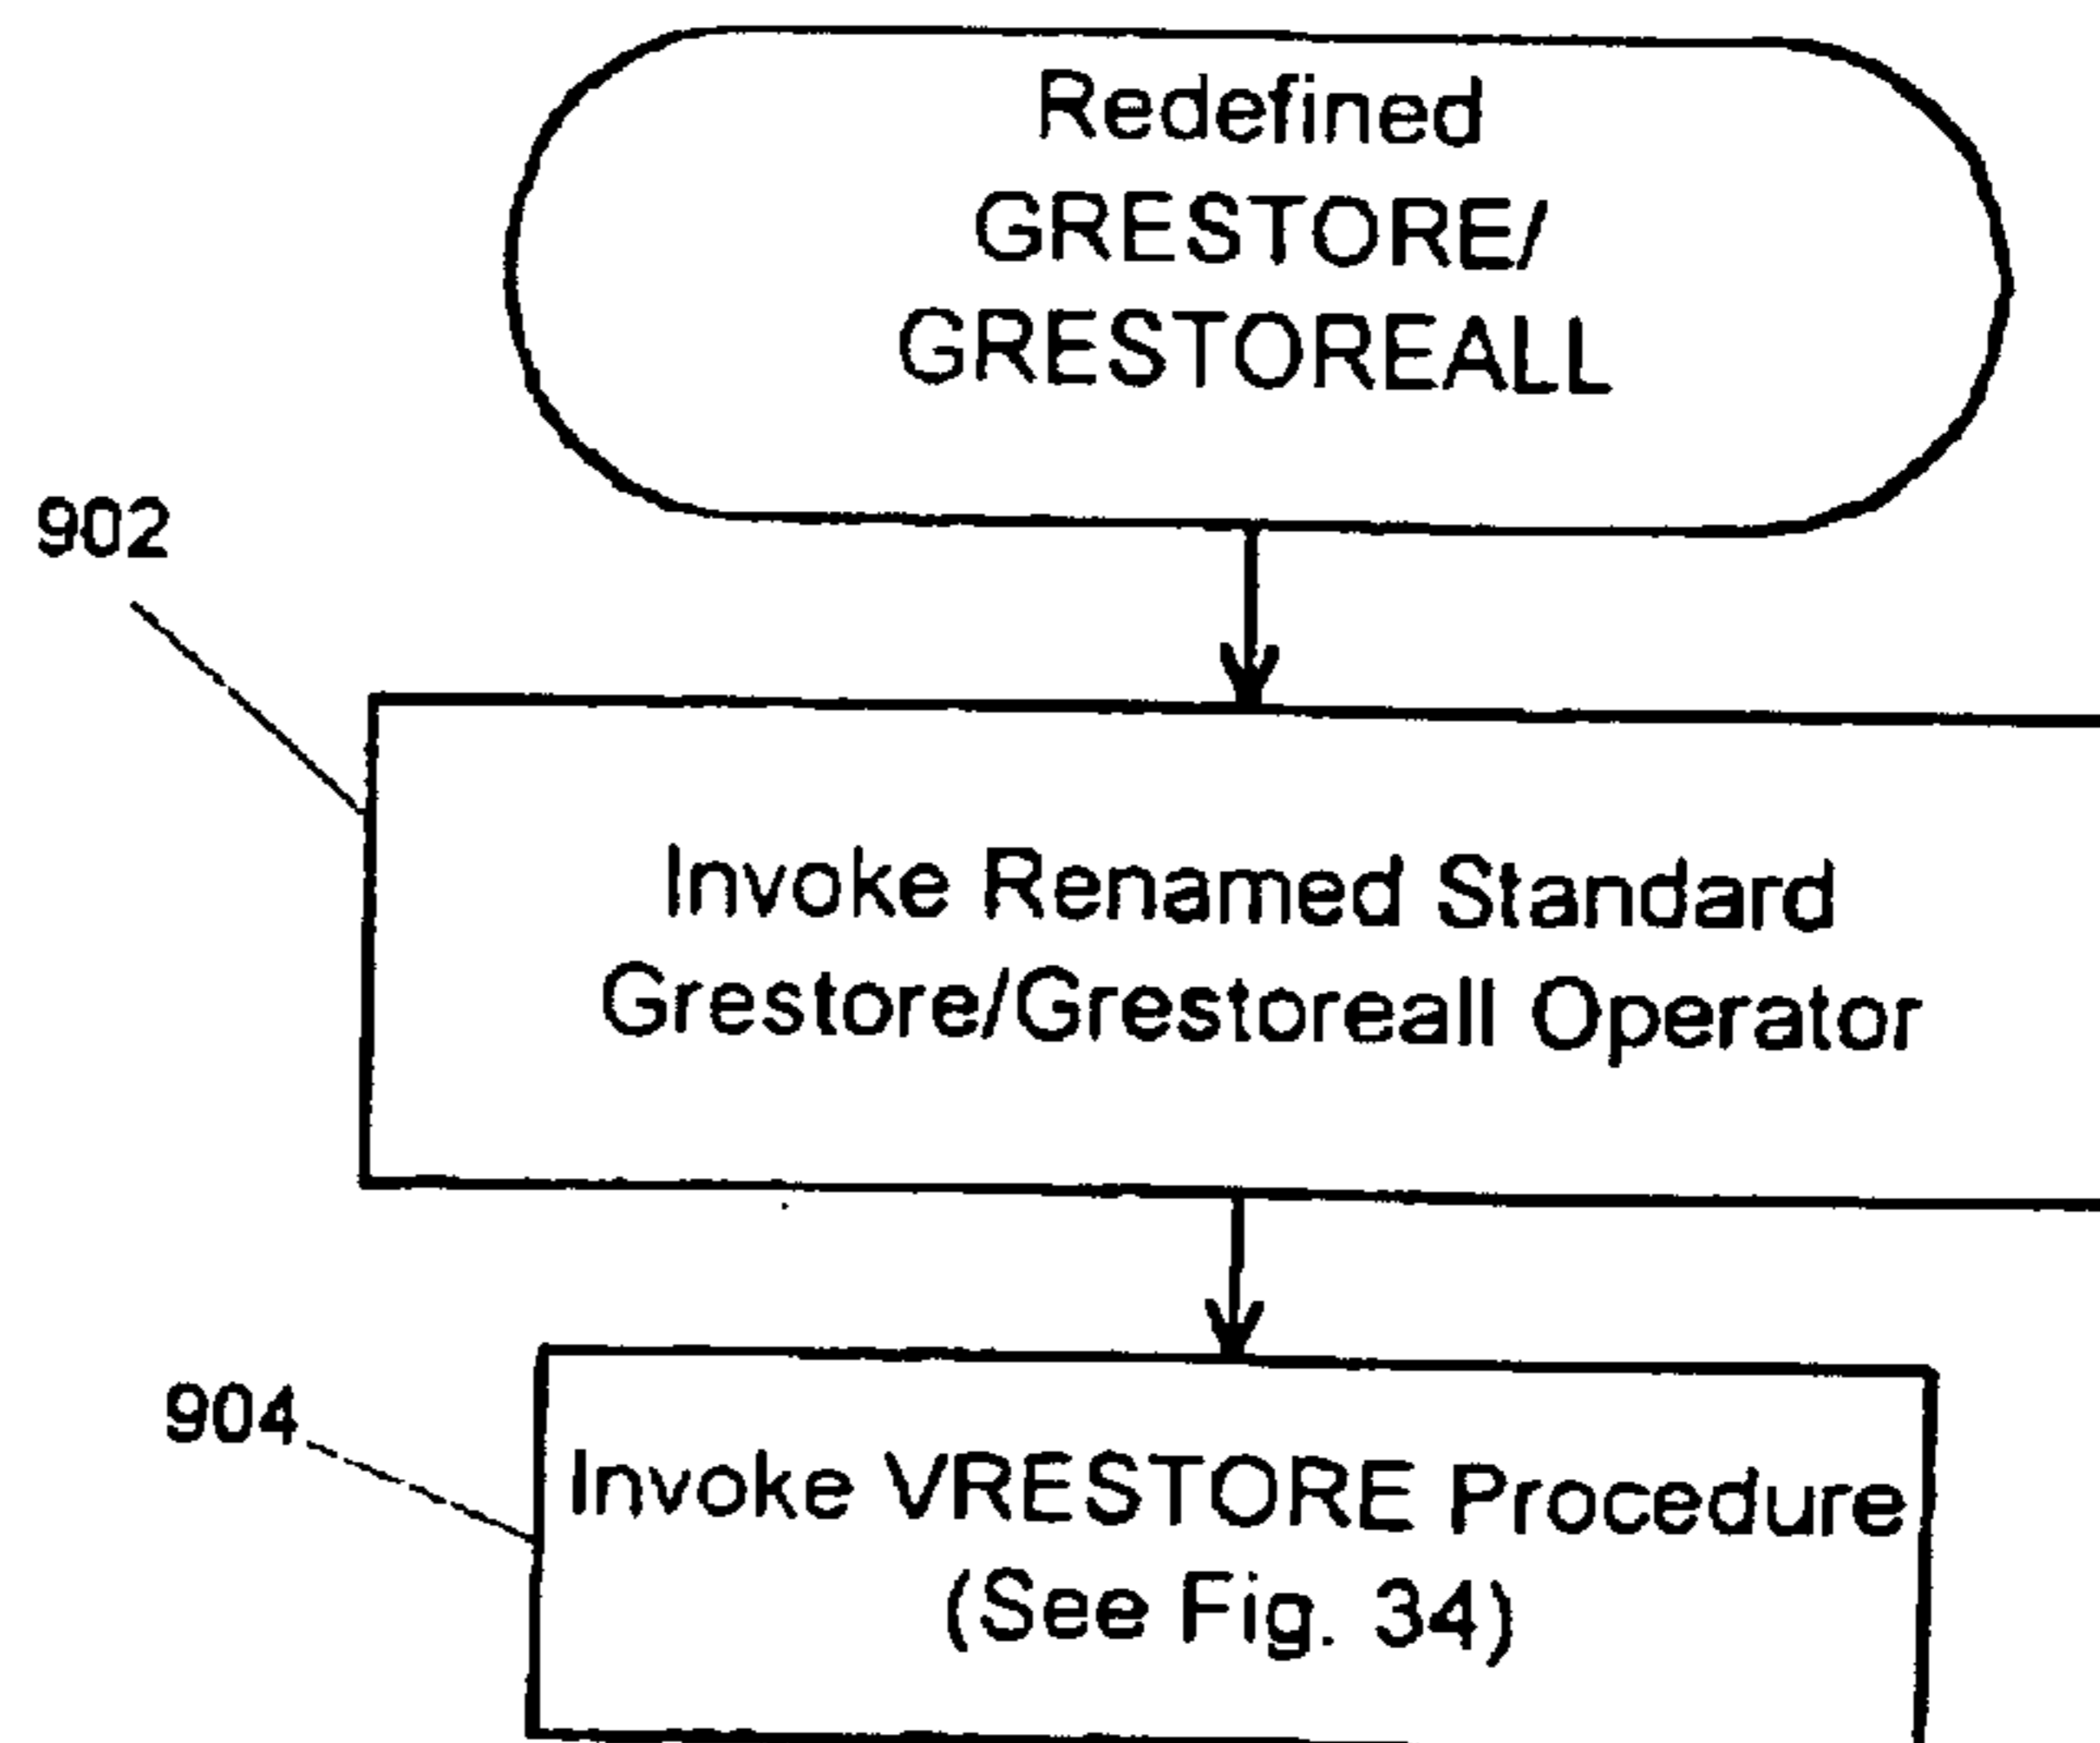 Redefined
GRESTORE/
GRESTOREALL
902
Invoke Renamed Standard
Grestore/Grestoreall Operator
904
Invoke VRESTORE Procedure
(See Fig. 34)